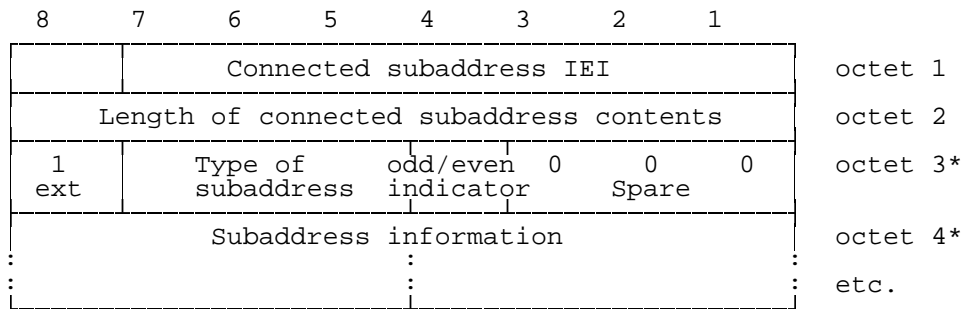 8 7 6 5 4 3 2 1
Connected subaddress IEI octet 1
Length of connected subaddress contents octet 2
1 Type of odd/even 0 0 0 octet 3*
ext subaddress indicator Spare
Subaddress information octet 4*
: : :
: : : etc.